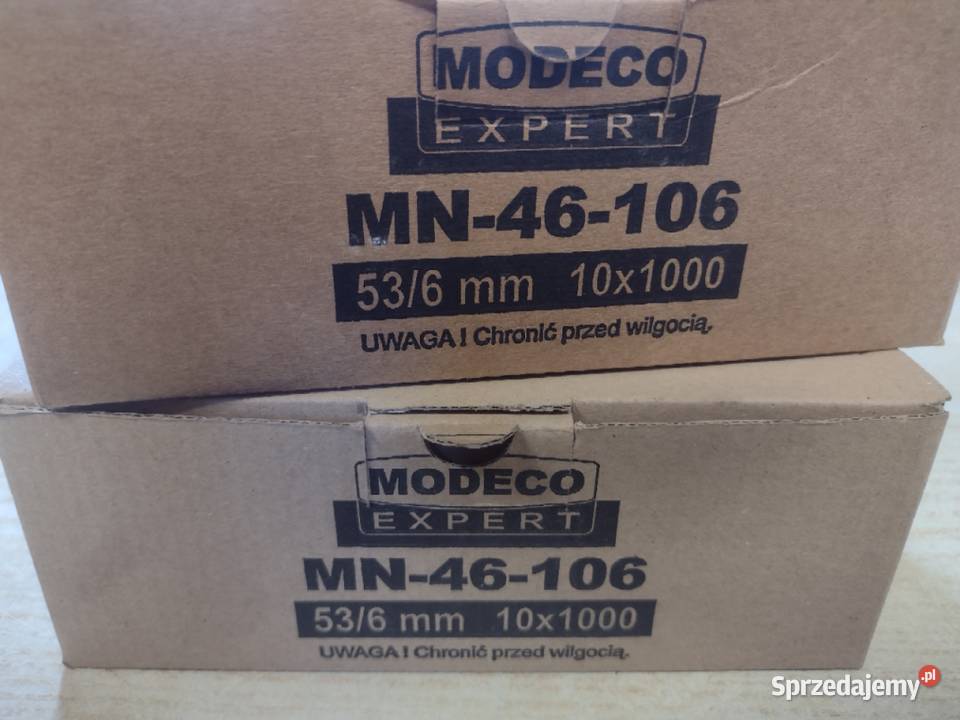 MODECO
EXPERT
MN-46-106
53/6 mm 10x1000
UWAGA! Chronić przed wilgocią.
MODECO
EXPERT
MN-46-106
53/6 mm 10x1000
UWAGA! Chronić przed wilgocią.
Sprzedajemy.pl